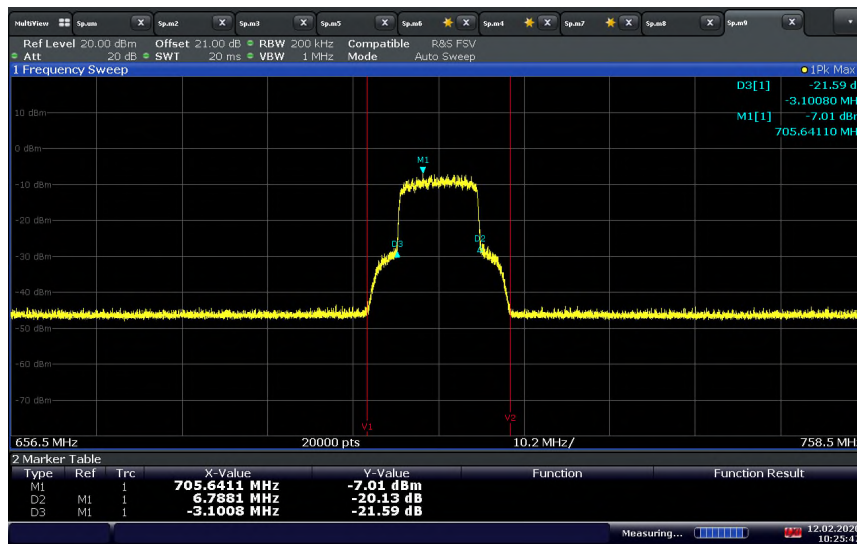 MultiView Sp.um X Sp.m2 X Sp.m3 X Sp.m5 X Sp.m6 X Sp.m4 X Sp.m7 X Sp.m8 X Sp.m9 X
Ref Level 20.00 dBm Offset 21.00 dB RBW 200 kHz Compatible R&S FSV
Att 20 dB SWT 20 ms VBW 1 MHz Mode Auto Sweep
1 Frequency Sweep 1Pk Max
D3[1] -21.59 d
-3.10080 MH
M1[1] -7.01 dBr
705.64110 MH
10 dBm
0 dBm
M1
-10 dBm
-20 dBm
D3 D2
-30 dBm
-40 dBm
-50 dBm
-60 dBm
-70 dBm
V1 V2
656.5 MHz 20000 pts 10.2 MHz/ 758.5 MHz
2 Marker Table
Type Ref Trc X-Value Y-Value Function Function Result
M1 1 705.6411 MHz -7.01 dBm
D2 M1 1 6.7881 MHz -20.13 dB
D3 M1 1 -3.1008 MHz -21.59 dB
Measuring... 12.02.2020
10:25:47